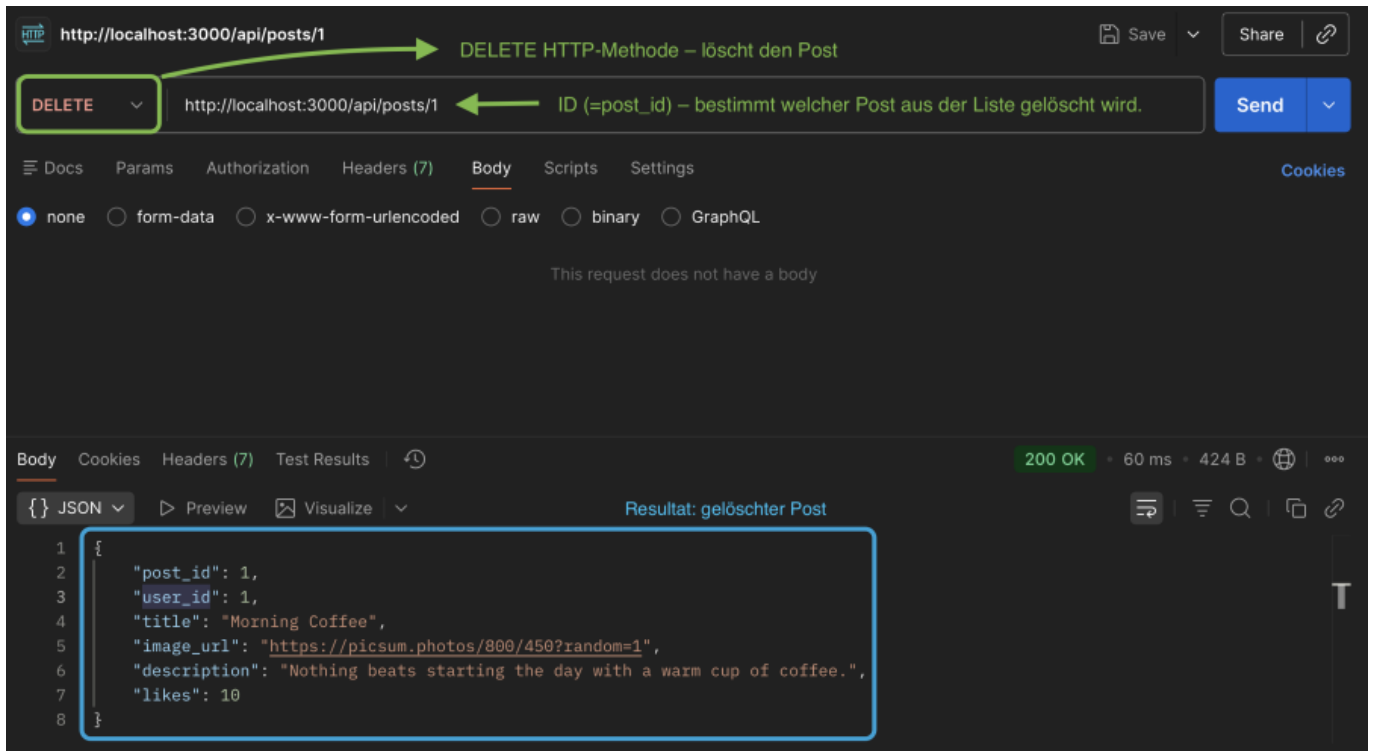 HTTP http://localhost:3000/api/posts/1 Save Share
DELETE HTTP-Methode – löscht den Post
DELETE http://localhost:3000/api/posts/1 ID (=post_id) – bestimmt welcher Post aus der Liste gelöscht wird. Send
Docs Params Authorization Headers (7) Body Scripts Settings Cookies
none form-data x-www-form-urlencoded raw binary GraphQL
This request does not have a body
Body Cookies Headers (7) Test Results 200 OK • 60 ms • 424 B •
{} JSON Preview Visualize Resultat: gelöschter Post
1 {
2 "post_id": 1,
3 "user_id": 1,
4 "title": "Morning Coffee",
5 "image_url": "https://picsum.photos/800/450?random=1",
6 "description": "Nothing beats starting the day with a warm cup of coffee.",
7 "likes": 10
8 }
T